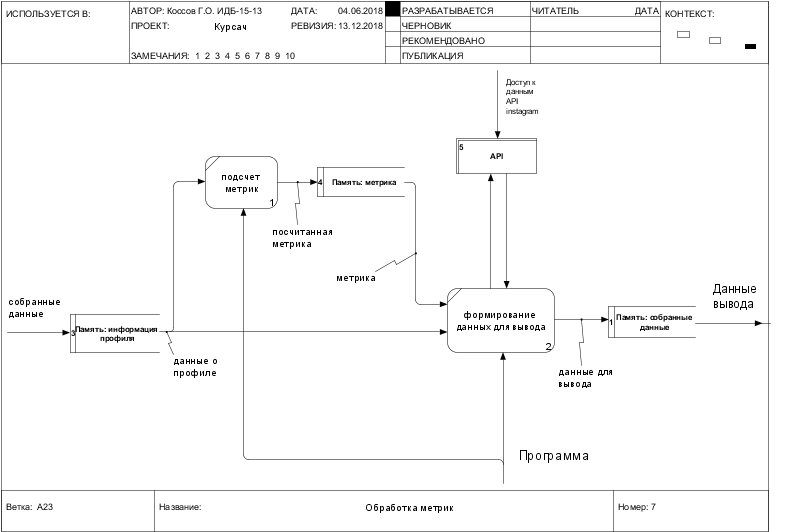 ИСПОЛЬЗУЕТСЯ В:
АВТОР: Коссов Г.О. ИДБ-15-13
ДАТА: 04.06.2018
ПРОЕКТ: Курсач
РЕВИЗИЯ: 13.12.2018
ЗАМЕЧАНИЯ: 1 2 3 4 5 6 7 8 9 10
РАЗРАБАТЫВАЕТСЯ
ЧЕРНОВИК
РЕКОМЕНДОВАНО
ПУБЛИКАЦИЯ
ЧИТАТЕЛЬ
ДАТА
КОНТЕКСТ:
Доступ к
данным
API
instagram
5
API
подсчет
метрик
1
4
Память: метрика
посчитанная
метрика
метрика
собранные
данные
3
Память: информация
профиля
данные о
профиле
формирование
данных для вывода
2
1
Память: собранные
данные
Данные
вывода
данные для
вывода
Программа
Ветка: A23
Название:
Обработка метрик
Номер: 7